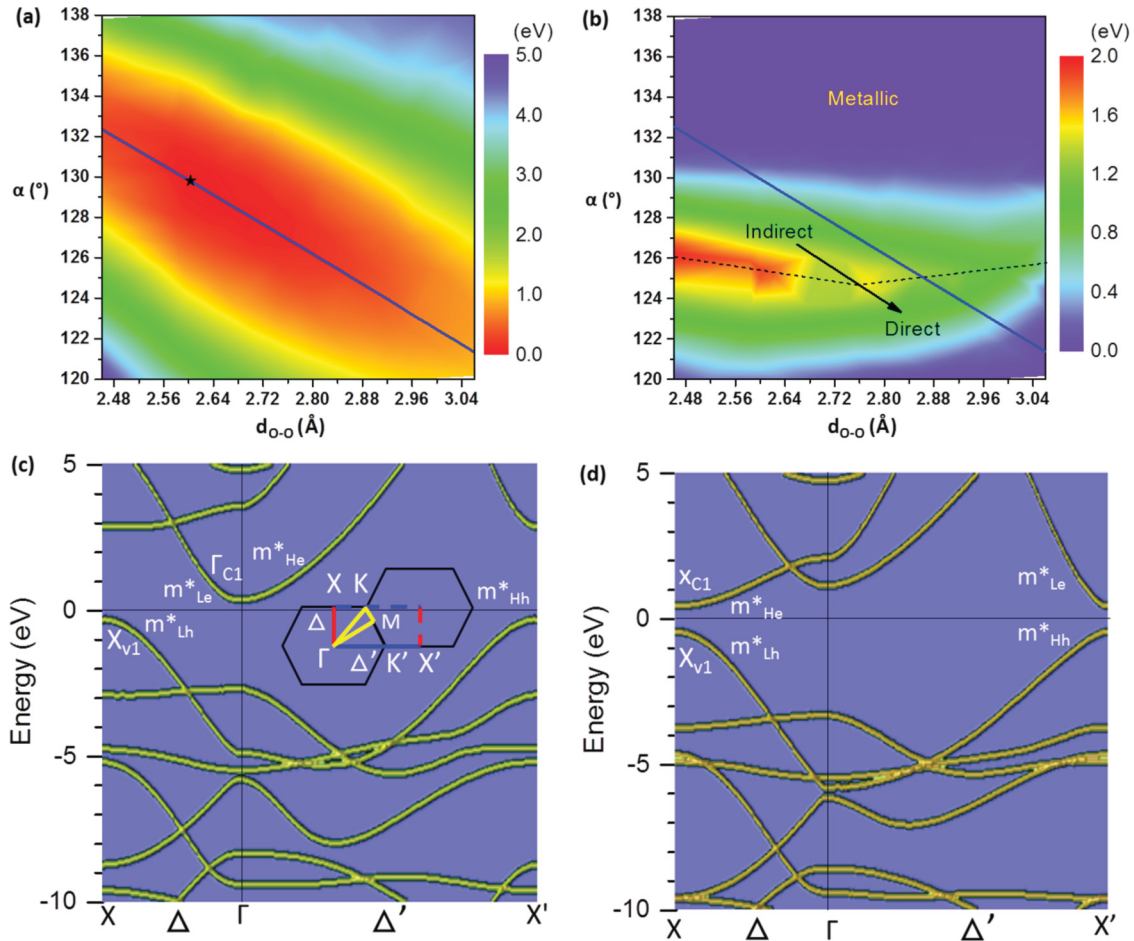 (a)
138
136
134
132
130
128
126
124
122
120
α (°)
2.48 2.56 2.64 2.72 2.80 2.88 2.96 3.04
dO-O (Å)
(eV)
5.0
4.0
3.0
2.0
1.0
0.0
(b)
138
136
134
132
130
128
126
124
122
120
α (°)
Metallic
Indirect
Direct
2.48 2.56 2.64 2.72 2.80 2.88 2.96 3.04
dO-O (Å)
(eV)
2.0
1.6
1.2
0.8
0.4
0.0
(c)
5
0
-5
-10
Energy (eV)
ΓC1 m*He
m*Le
X K
m*Hh
m*Lh
Xv1
Δ M
Γ Δ' K' X'
X Δ Γ Δ' X'
(d)
5
0
-5
-10
Energy (eV)
XC1
m*He
m*Le
Xv1
m*Lh
m*Hh
X Δ Γ Δ' X'